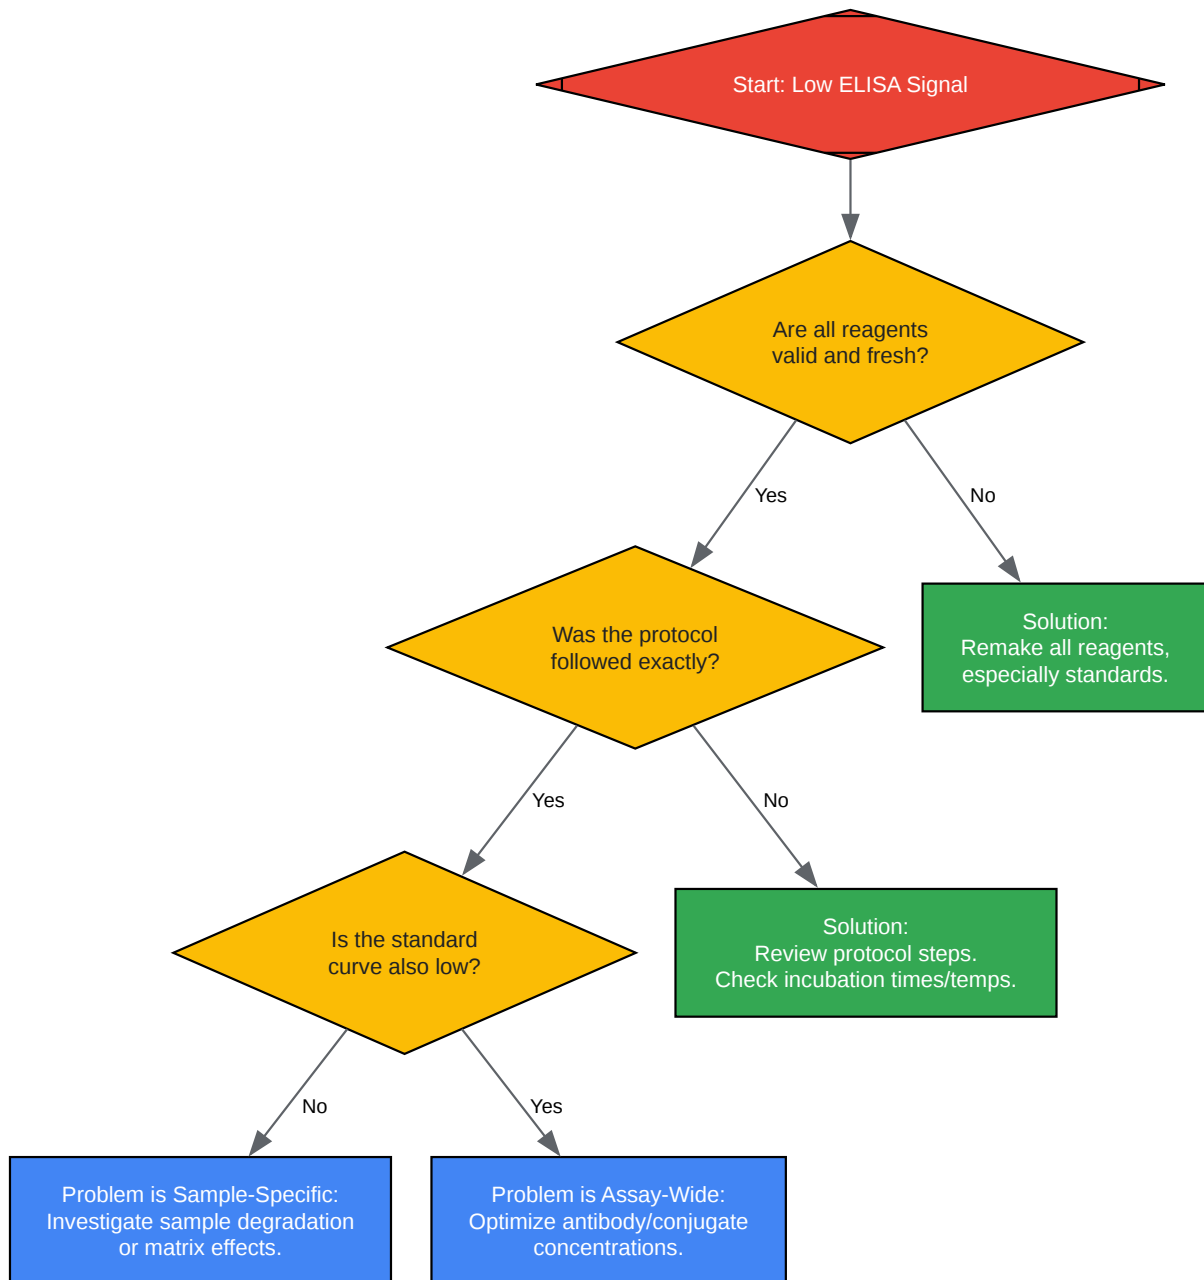 Start: Low ELISA Signal
Are all reagents
valid and fresh?
Yes
No
Was the protocol
followed exactly?
Solution:
Remake all reagents,
especially standards.
Yes
No
Is the standard
curve also low?
Solution:
Review protocol steps.
Check incubation times/temps.
No
Yes
Problem is Sample-Specific:
Investigate sample degradation
or matrix effects.
Problem is Assay-Wide:
Optimize antibody/conjugate
concentrations.